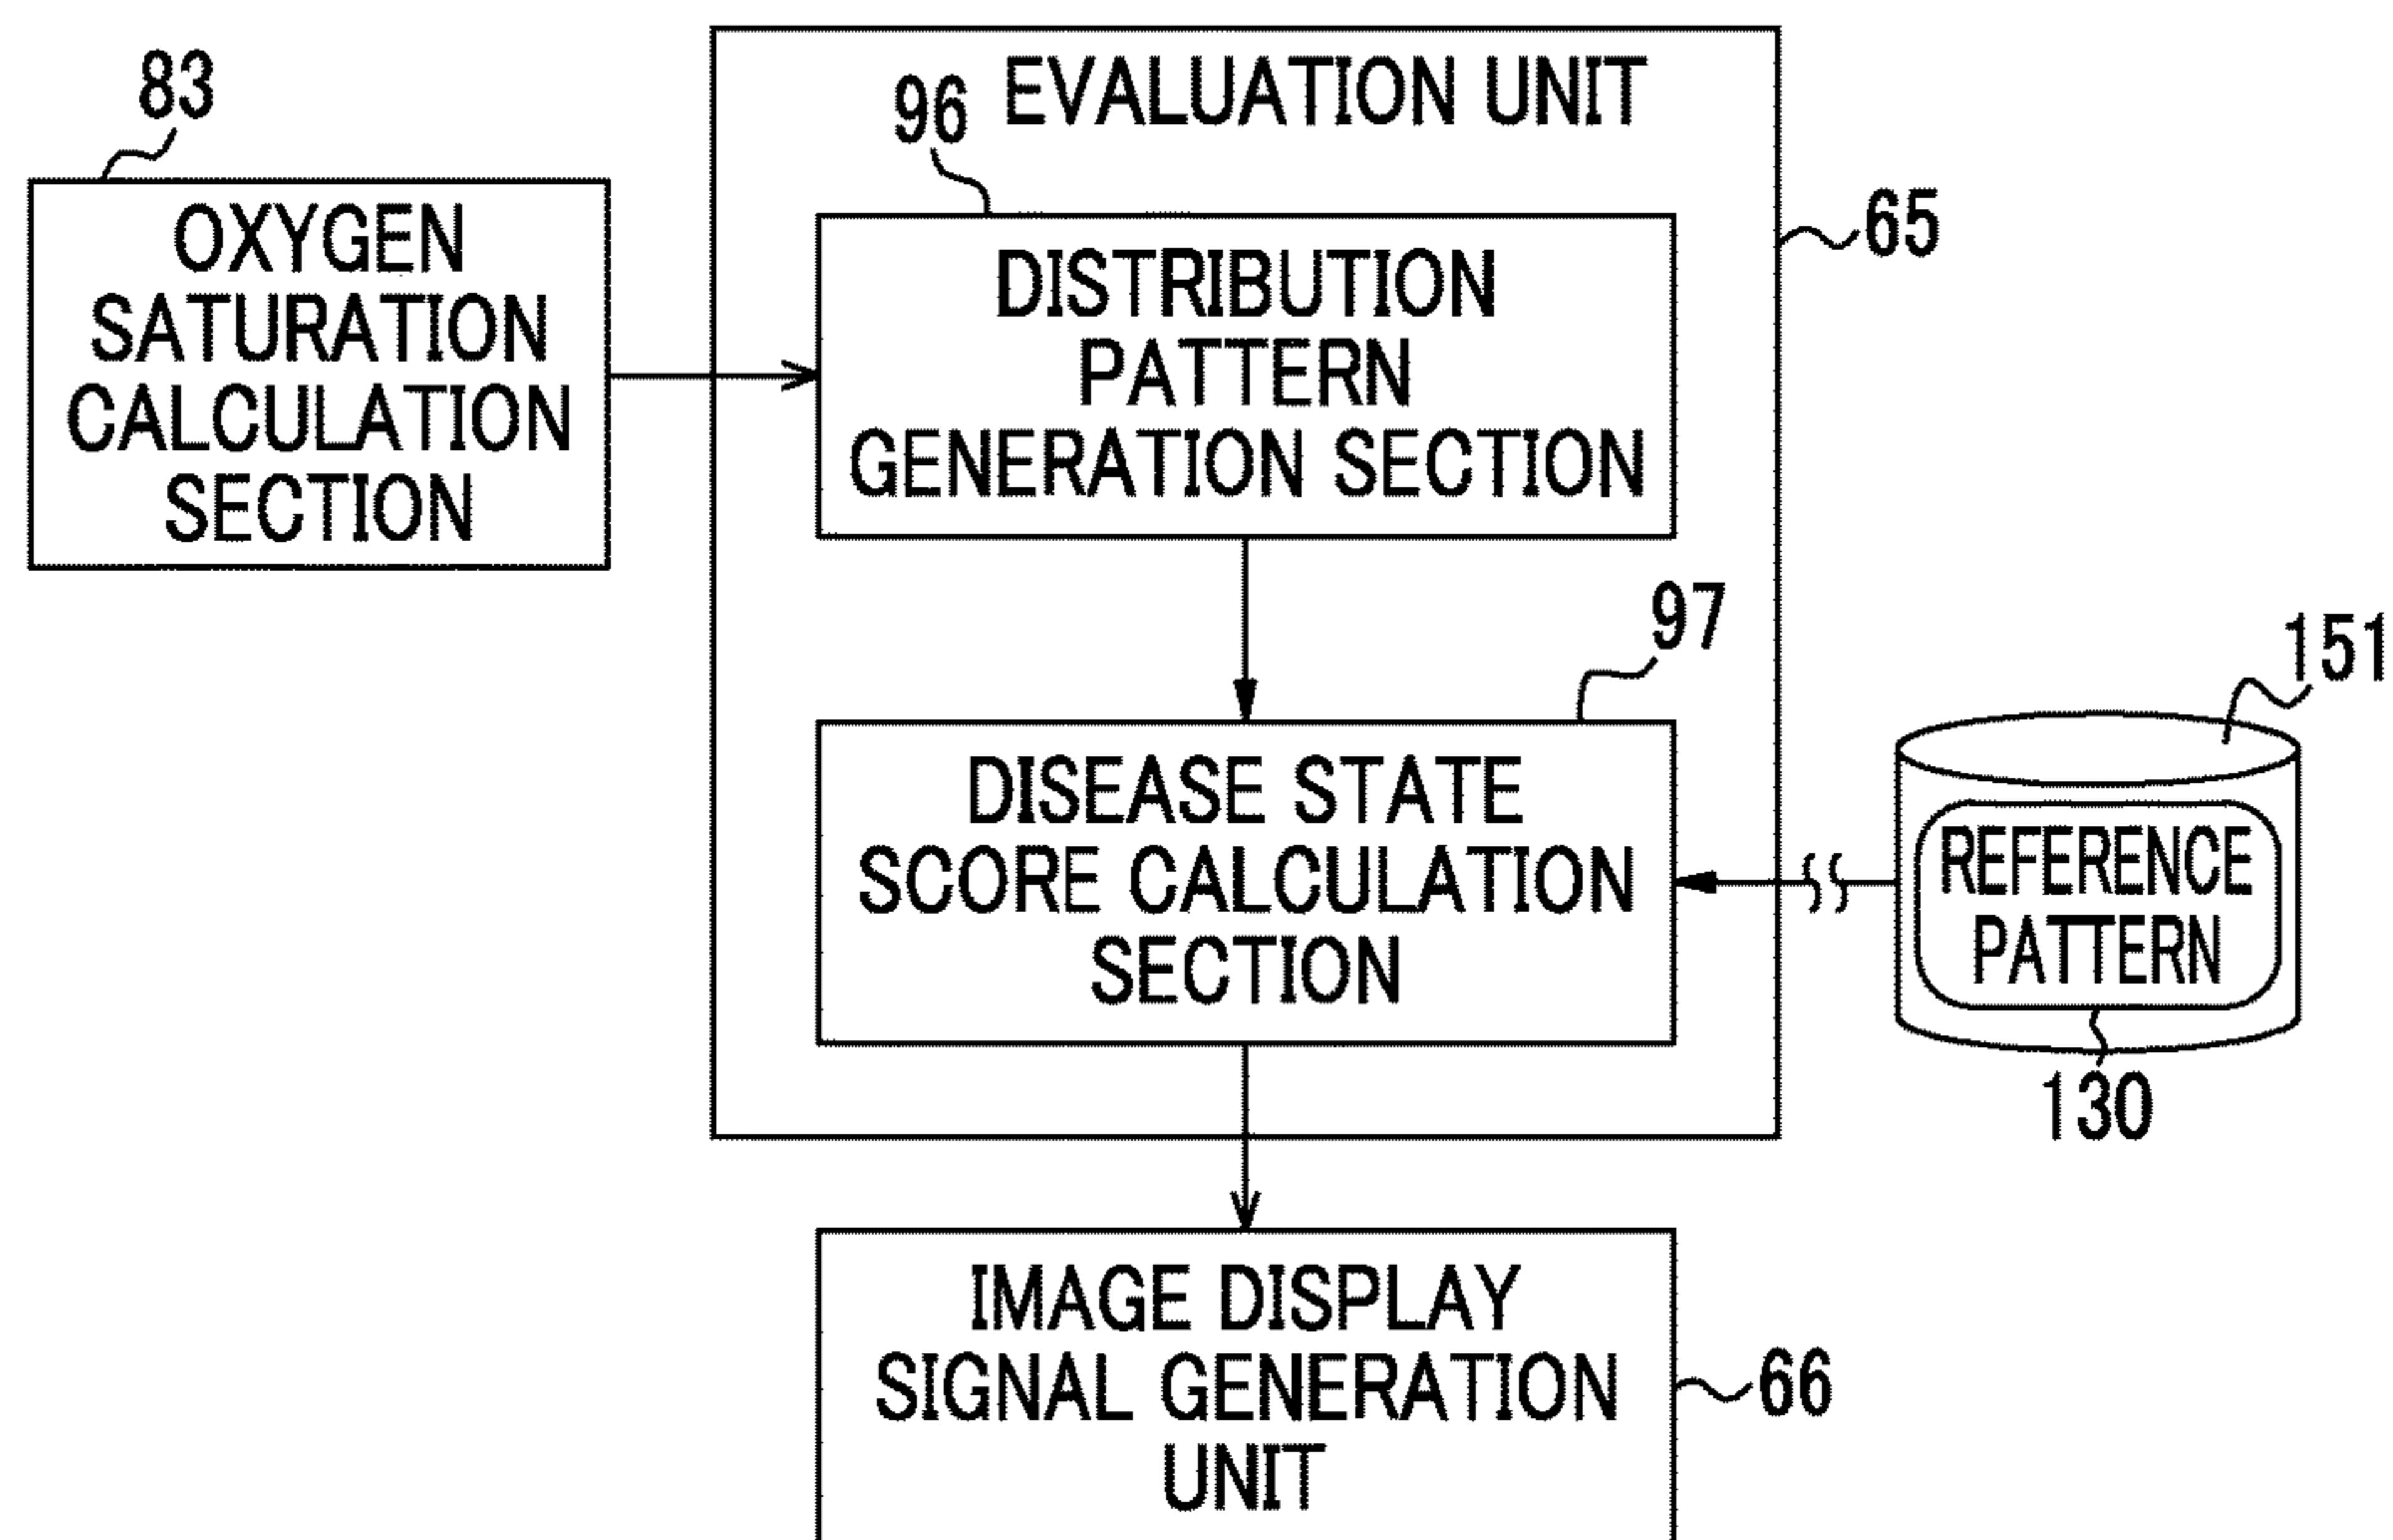 83
OXYGEN
SATURATION
CALCULATION
SECTION
EVALUATION UNIT
65
96
DISTRIBUTION
PATTERN
GENERATION SECTION
97
DISEASE STATE
SCORE CALCULATION
SECTION
151
REFERENCE
PATTERN
130
IMAGE DISPLAY
SIGNAL GENERATION
UNIT
66